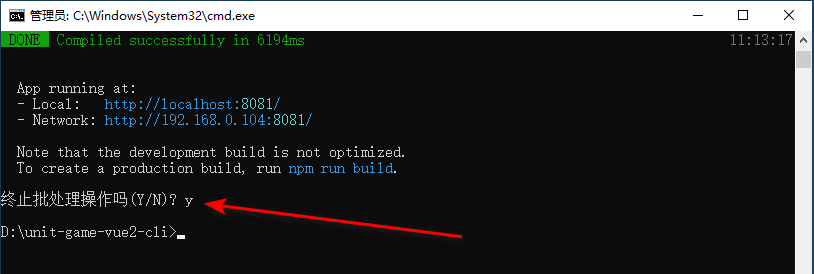 管理员: C:\Windows\System32\cmd.exe
DONE Compiled successfully in 6194ms 11:13:17
App running at:
- Local: http://localhost:8081/
- Network: http://192.168.0.104:8081/
Note that the development build is not optimized.
To create a production build, run npm run build.
终止批处理操作吗(Y/N)? y
D:\unit-game-vue2-cli>